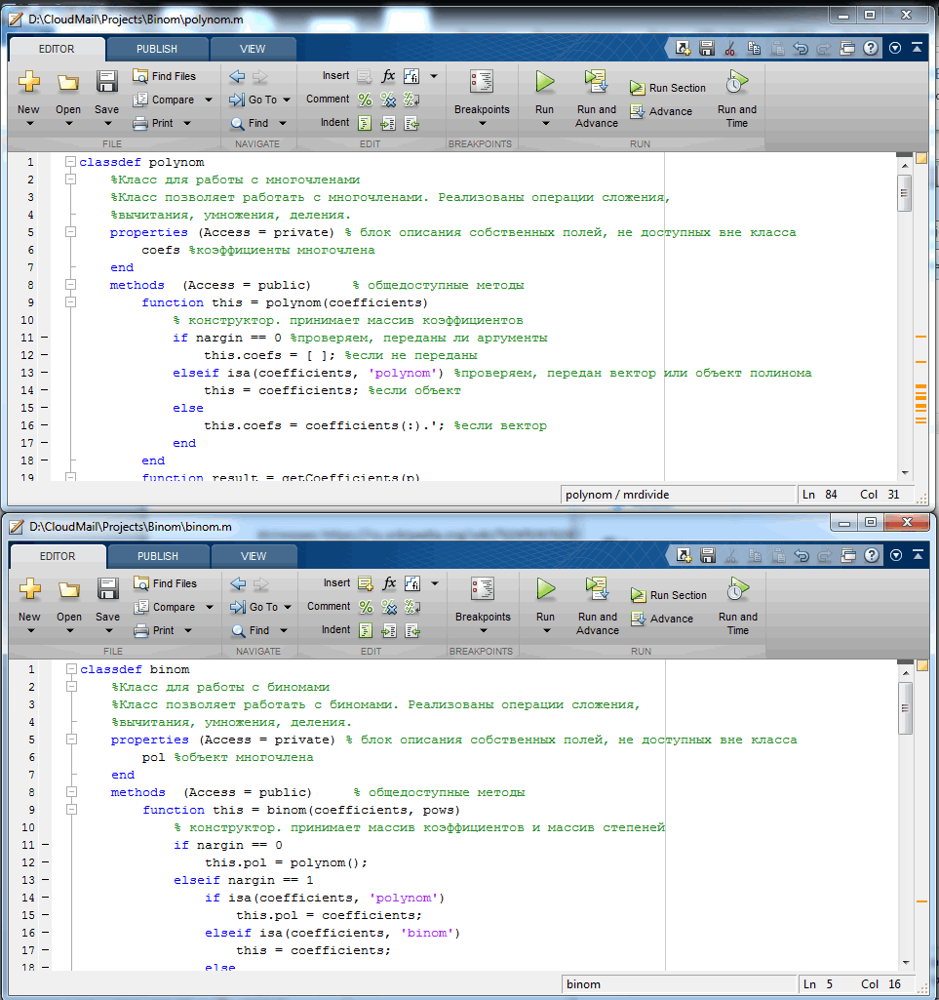 D:\CloudMail\Projects\Binom\polynom.m
EDITOR PUBLISH VIEW
New Open Save Find Files Compare Print Go To Find Insert Comment Indent Breakpoints Run Run and Advance Run Section Advance Run and Time
FILE NAVIGATE EDIT BREAKPOINTS RUN
1 classdef polynom
2 %Класс для работы с многочленами
3 %Класс позволяет работать с многочленами. Реализованы операции сложения,
4 %вычитания, умножения, деления.
5 properties (Access = private) % блок описания собственных полей, не доступных вне класса
6 coefs %коэффициенты многочлена
7 end
8 methods (Access = public) % общедоступные методы
9 function this = polynom(coefficients)
10 % конструктор. принимает массив коэффициентов
11 if nargin == 0 %проверяем, переданы ли аргументы
12 this.coefs = [ ]; %если не переданы
13 elseif isa(coefficients, 'polynom') %проверяем, передан вектор или объект полинома
14 this = coefficients; %если объект
15 else
16 this.coefs = coefficients(:).'; %если вектор
17 end
18 end
19 function result = getCoefficients(p)
polynom / mrdivide Ln 84 Col 31
D:\CloudMail\Projects\Binom\binom.m
EDITOR PUBLISH VIEW
New Open Save Find Files Compare Print Go To Find Insert Comment Indent Breakpoints Run Run and Advance Run Section Advance Run and Time
FILE NAVIGATE EDIT BREAKPOINTS RUN
1 classdef binom
2 %Класс для работы с биномами
3 %Класс позволяет работать с биномами. Реализованы операции сложения,
4 %вычитания, умножения, деления.
5 properties (Access = private) % блок описания собственных полей, не доступных вне класса
6 pol %объект многочлена
7 end
8 methods (Access = public) % общедоступные методы
9 function this = binom(coefficients, pows)
10 % конструктор. принимает массив коэффициентов и массив степеней
11 if nargin == 0
12 this.pol = polynom();
13 elseif nargin == 1
14 if isa(coefficients, 'polynom')
15 this.pol = coefficients;
16 elseif isa(coefficients, 'binom')
17 this = coefficients;
18 else
binom Ln 5 Col 16